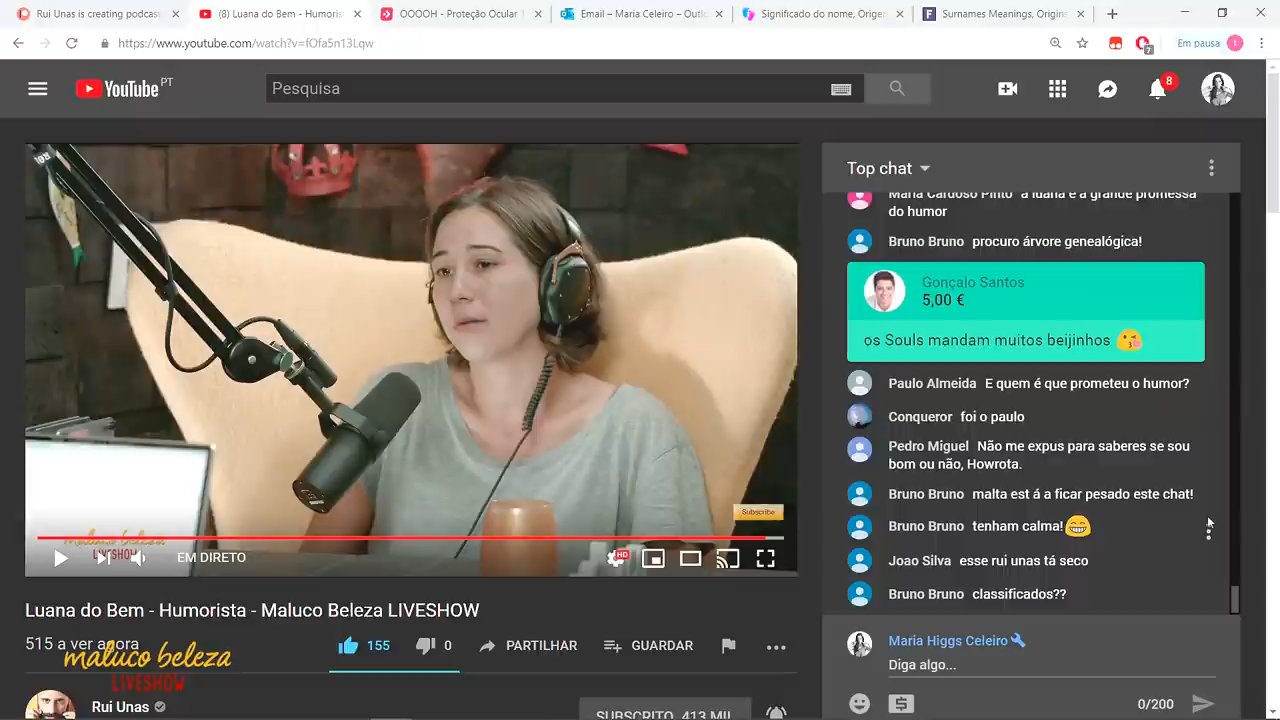 Rui Unas is creating podcas
(8) Luana do Bem - Humoris
OOOOH - Proteção Ocular
Email – Maria Celeiro – Outlo
Significado do nome, Origen
Surnames Meanings, Origins
https://www.youtube.com/watch?v=fOfa5n13Lqw
7
Em pausa
YouTube PT
Pesquisa
8
Top chat
Maria Cardoso Pinto a luana é a grande promessa
do humor
Bruno Bruno procuro árvore genealógica!
Gonçalo Santos
5,00 €
os Souls mandam muitos beijinhos
Paulo Almeida E quem é que prometeu o humor?
Conqueror foi o paulo
Pedro Miguel Não me expus para saberes se sou
bom ou não, Howrota.
Bruno Bruno malta est á a ficar pesado este chat!
Bruno Bruno tenham calma!
Joao Silva esse rui unas tá seco
Bruno Bruno classificados??
Maria Higgs Celeiro
Diga algo...
0/200
Subscribe
EM DIRETO
HD
Luana do Bem - Humorista - Maluco Beleza LIVESHOW
515 a ver agora
155
0
PARTILHAR
GUARDAR
maluco beleza
LIVESHOW
Rui Unas
SUBSCRITO 413 MIL